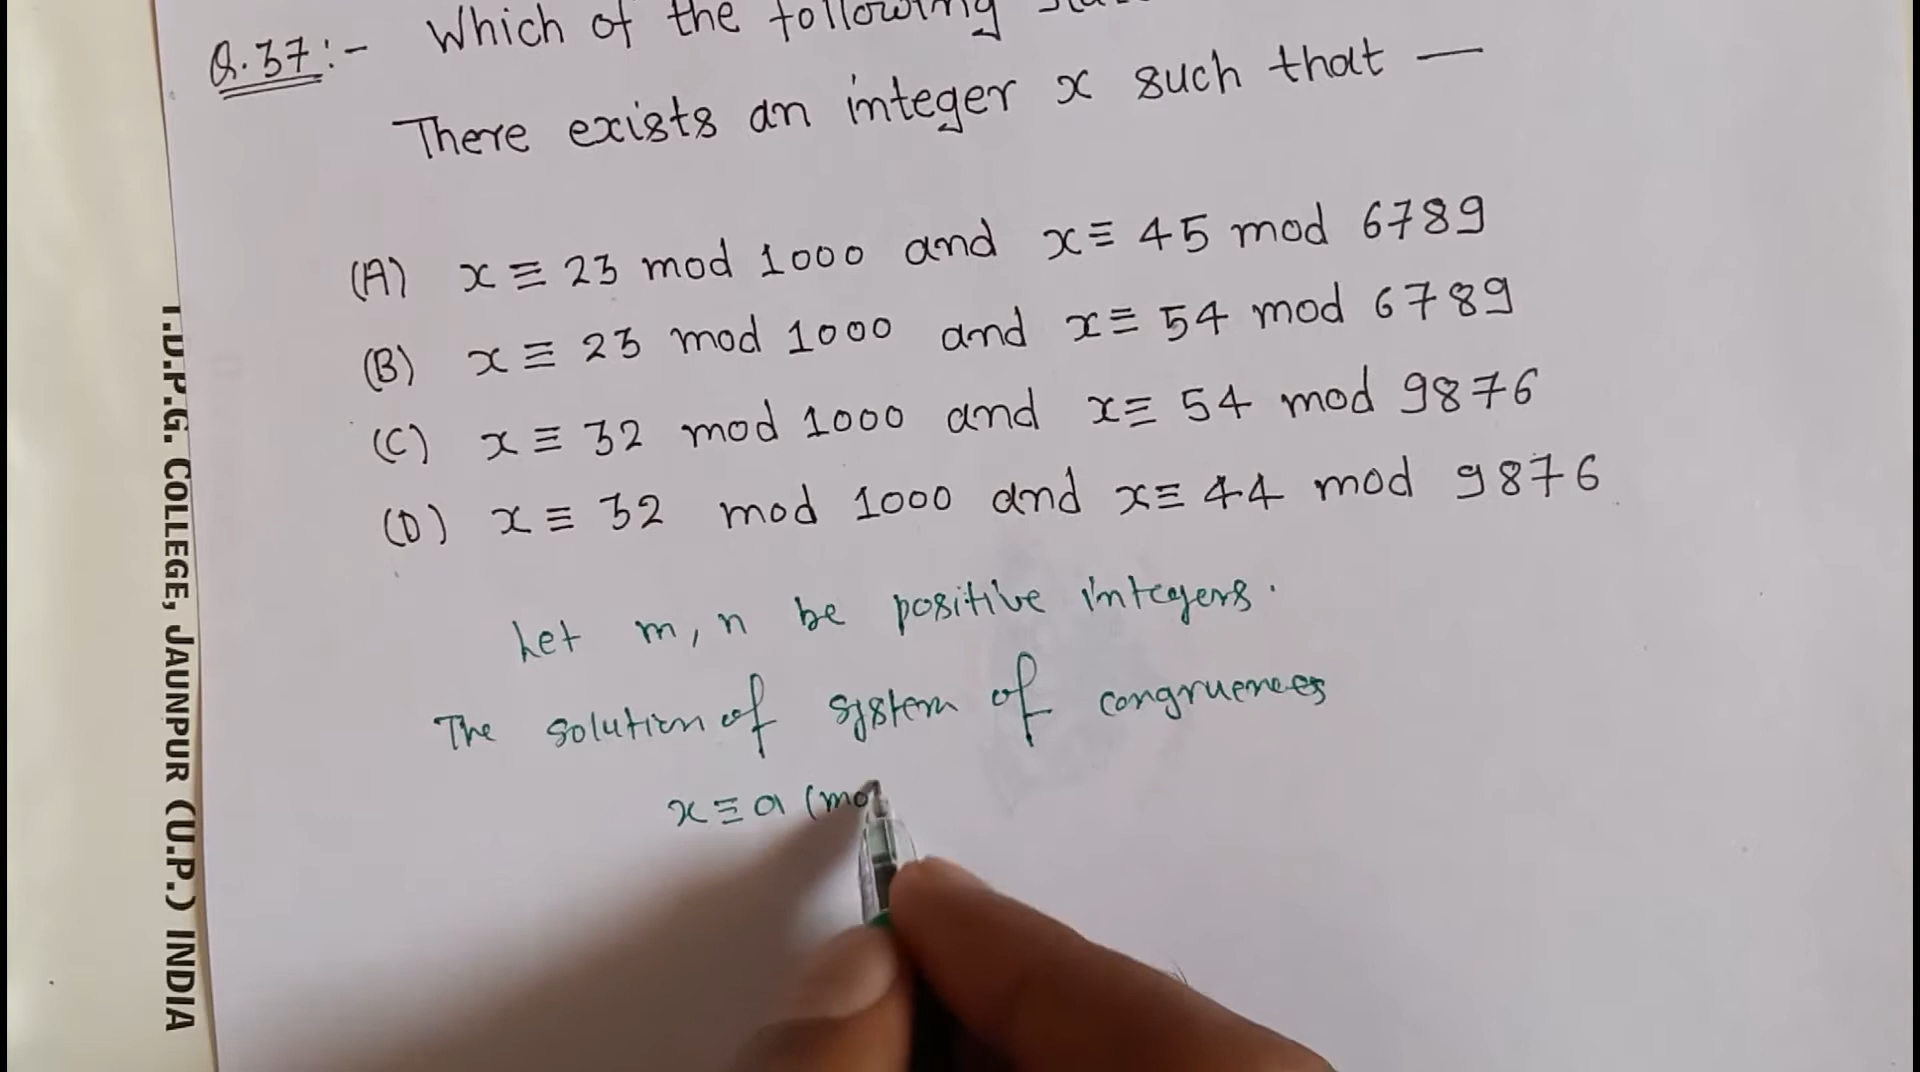 Q.37:- Which of the following
There exists an integer x such that —
(A) x ≡ 23 mod 1000 and x ≡ 45 mod 6789
(B) x ≡ 23 mod 1000 and x ≡ 54 mod 6789
(C) x ≡ 32 mod 1000 and x ≡ 54 mod 9876
(D) x ≡ 32 mod 1000 and x ≡ 44 mod 9876
Let m, n be positive integers.
The solution of system of congruences
x ≡ a (mo
T.D.P.G. COLLEGE, JAUNPUR (U.P.) INDIA